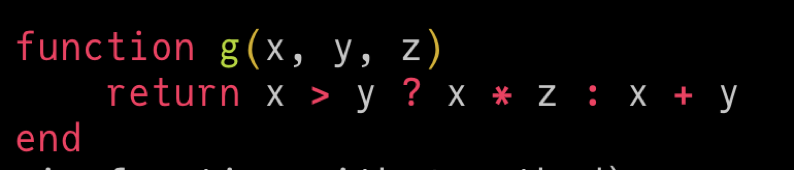 function g(x, y, z)
    return x > y ? x * z : x + y
end